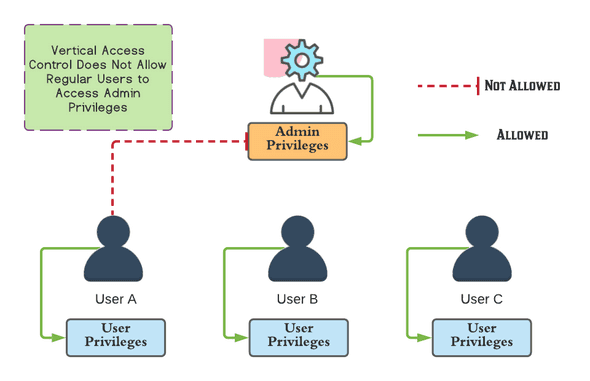 Vertical Access
Control Does Not Allow
Regular Users to
Access Admin
Privileges
Admin
Privileges
Not Allowed
Allowed
User A
User B
User C
User
Privileges
User
Privileges
User
Privileges